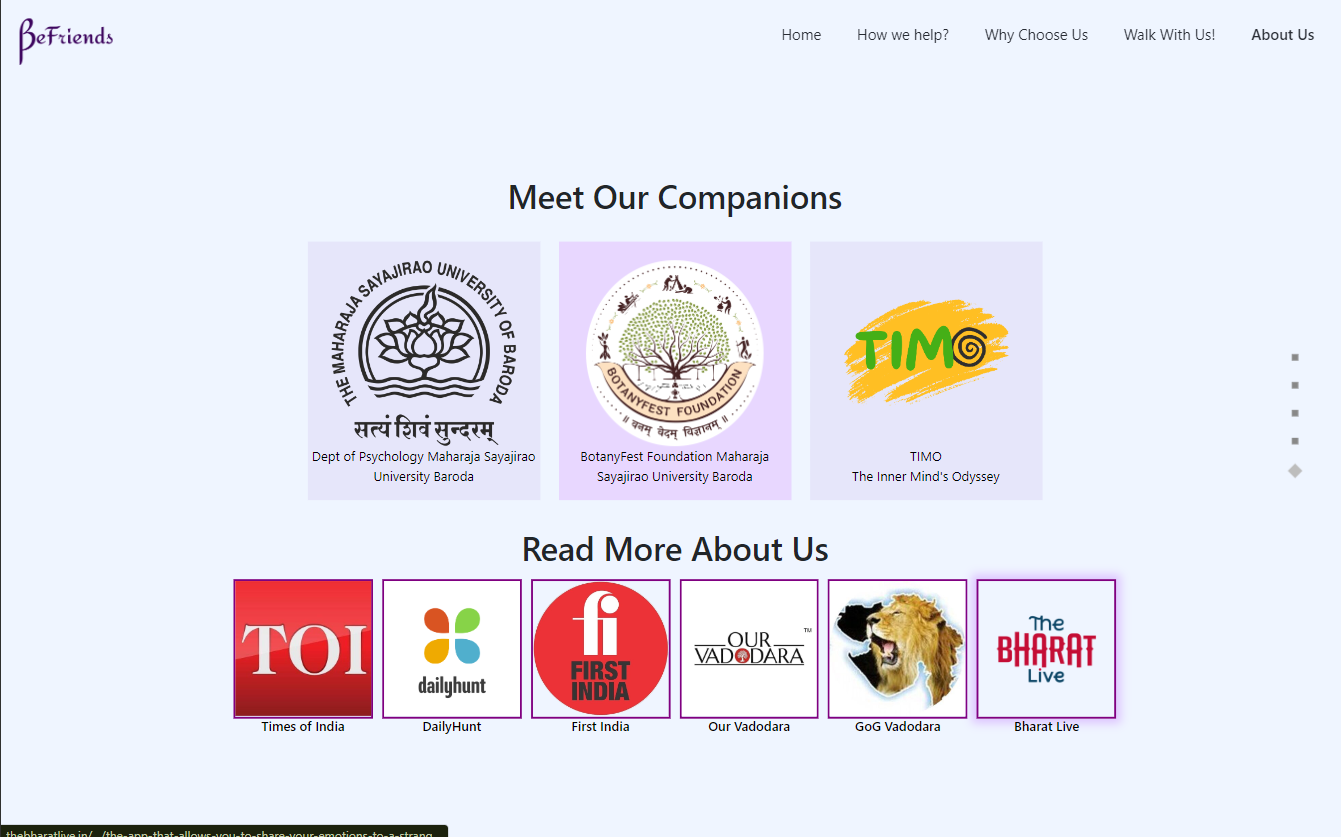 BeFriends
Home
How we help?
Why Choose Us
Walk With Us!
About Us
Meet Our Companions
THE MAHARAJA SAYAJIRAO UNIVERSITY OF BARODA
सत्यं शिवं सुन्दरम्
Dept of Psychology Maharaja Sayajirao
University Baroda
BOTANYFEST FOUNDATION
॥ वनम् वेदम् विज्ञानम् ॥
BotanyFest Foundation Maharaja
Sayajirao University Baroda
TIMO
TIMO
The Inner Mind's Odyssey
Read More About Us
TOI
Times of India
dailyhunt
DailyHunt
fi
FIRST
INDIA
First India
OUR
VADODARA
TM
Our Vadodara
GoG Vadodara
The
BHARAT
Live
Bharat Live
thebharatlive.in/.../the-app-that-allows-you-to-share-your-emotions-to-a-strang...